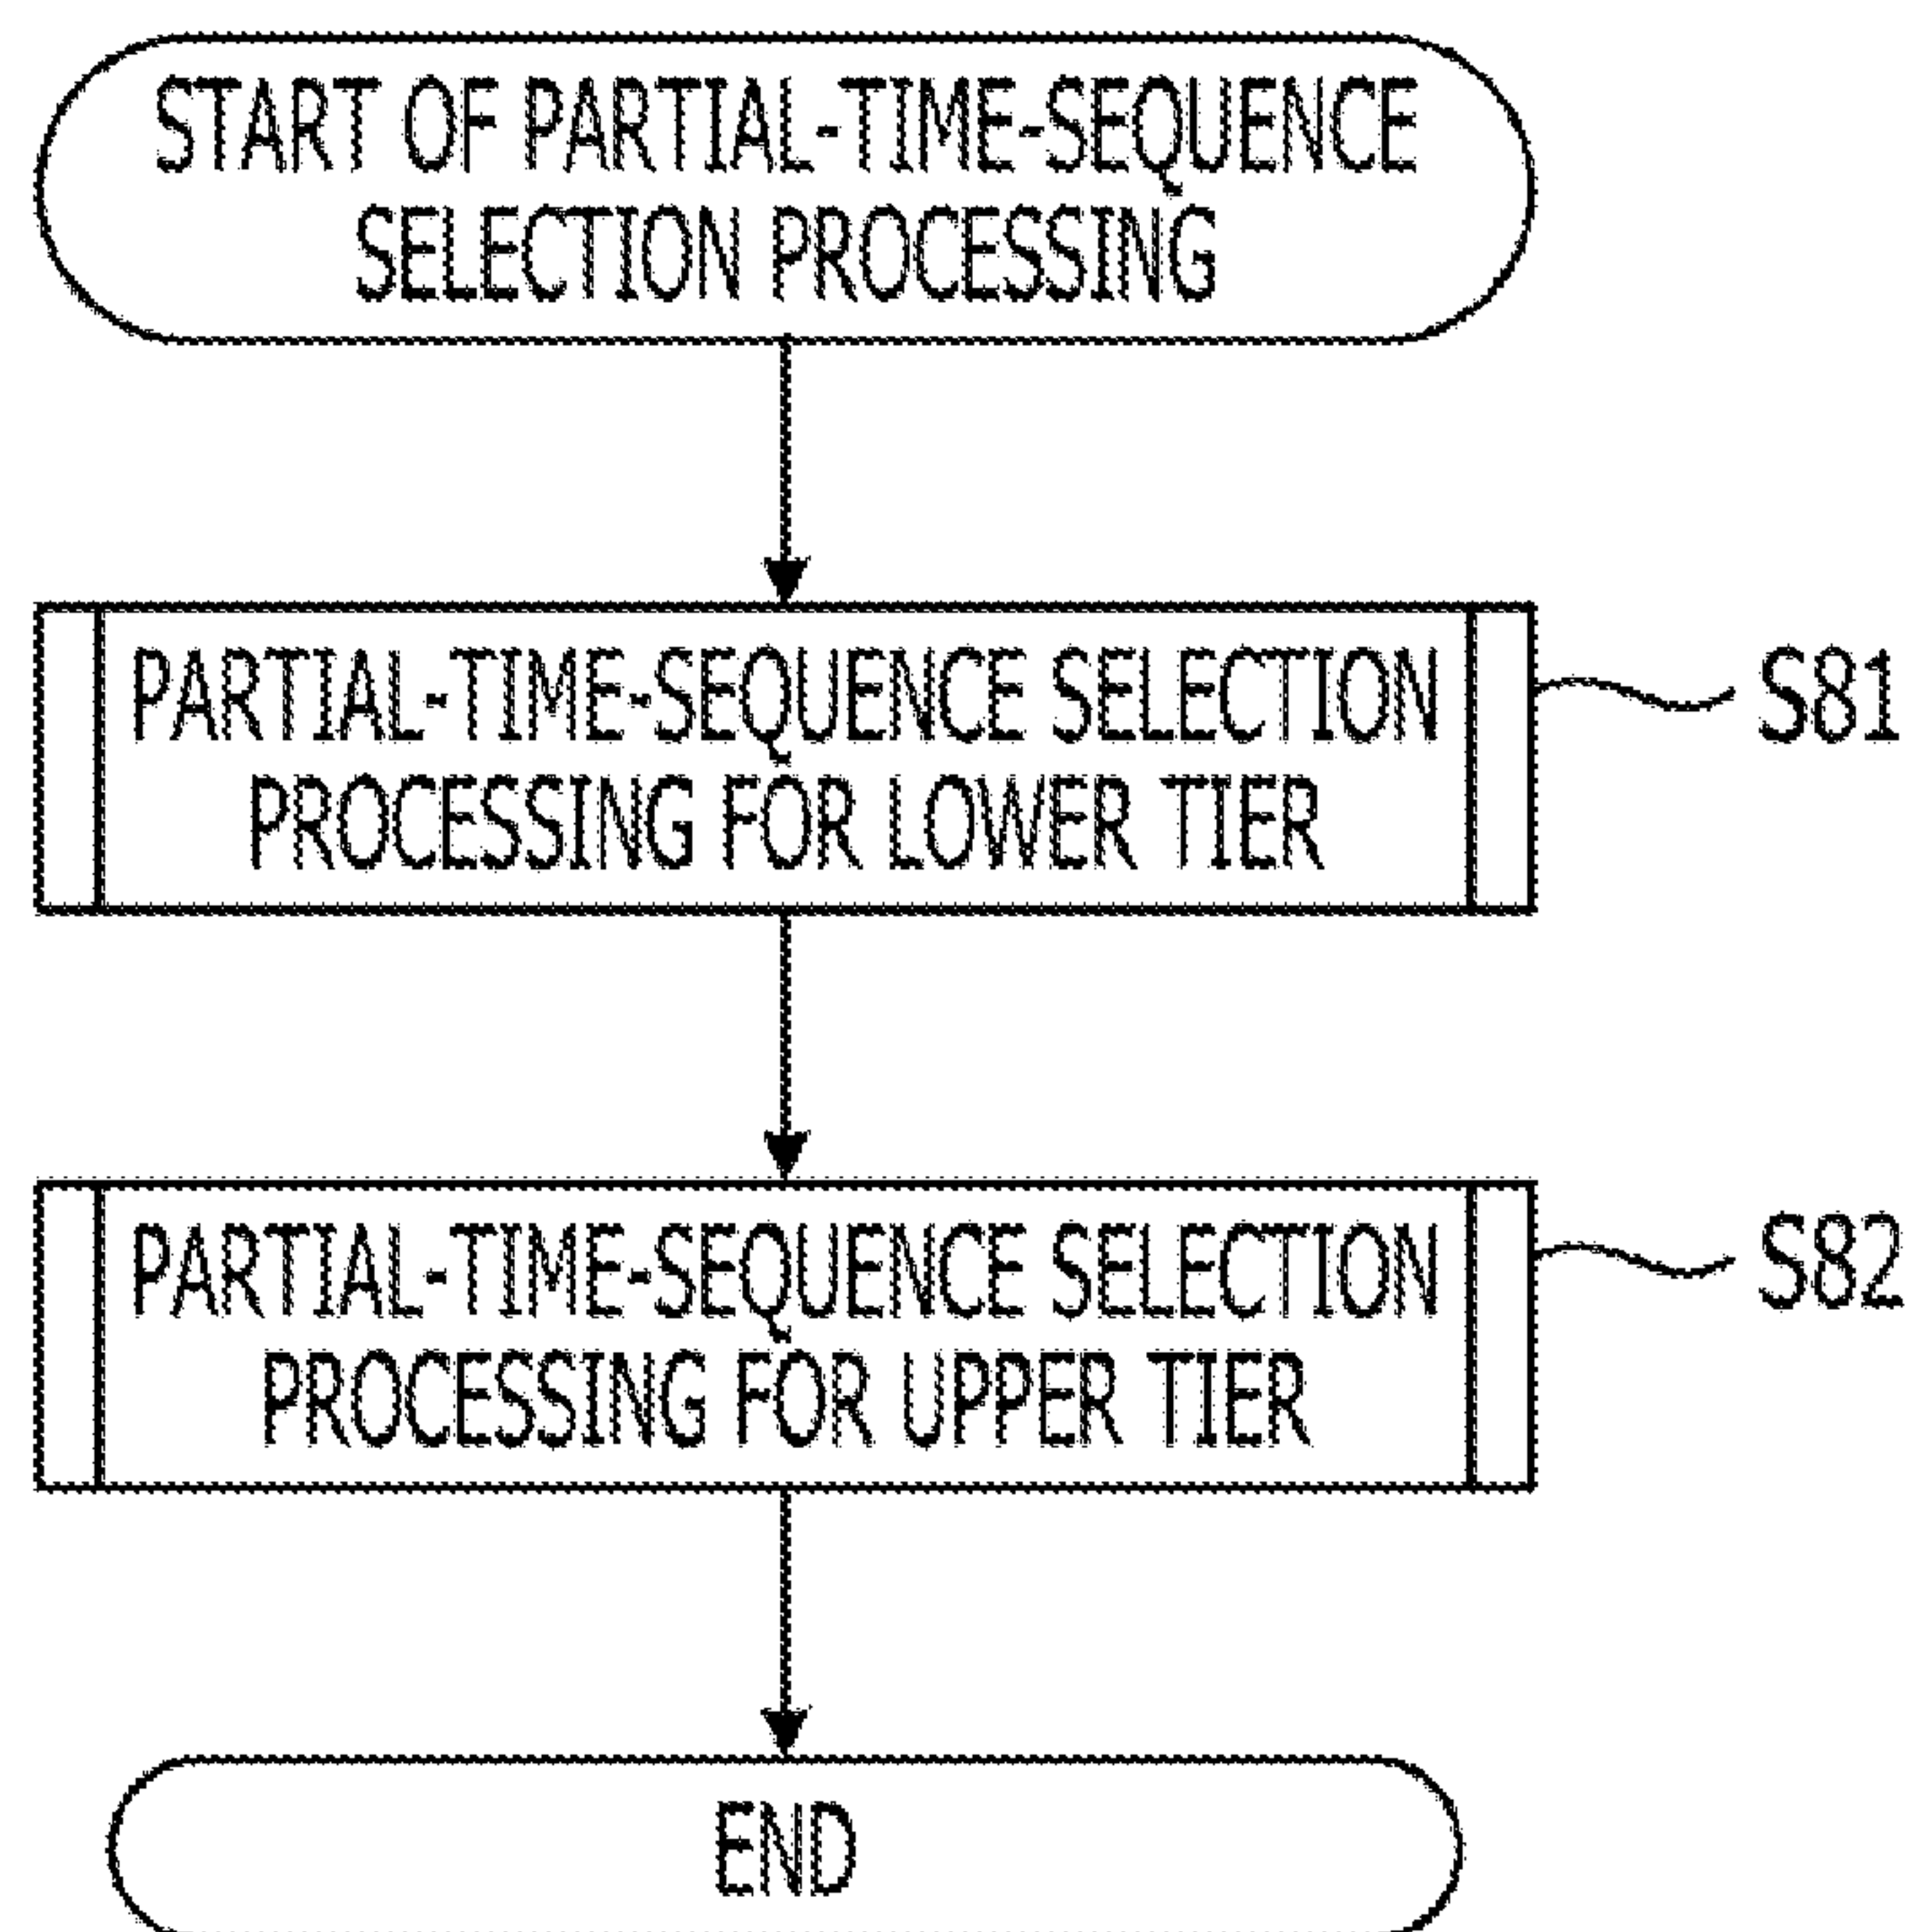 START OF PARTIAL-TIME-SEQUENCE
SELECTION PROCESSING
PARTIAL-TIME-SEQUENCE SELECTION
PROCESSING FOR LOWER TIER
S81
PARTIAL-TIME-SEQUENCE SELECTION
PROCESSING FOR UPPER TIER
S82
END